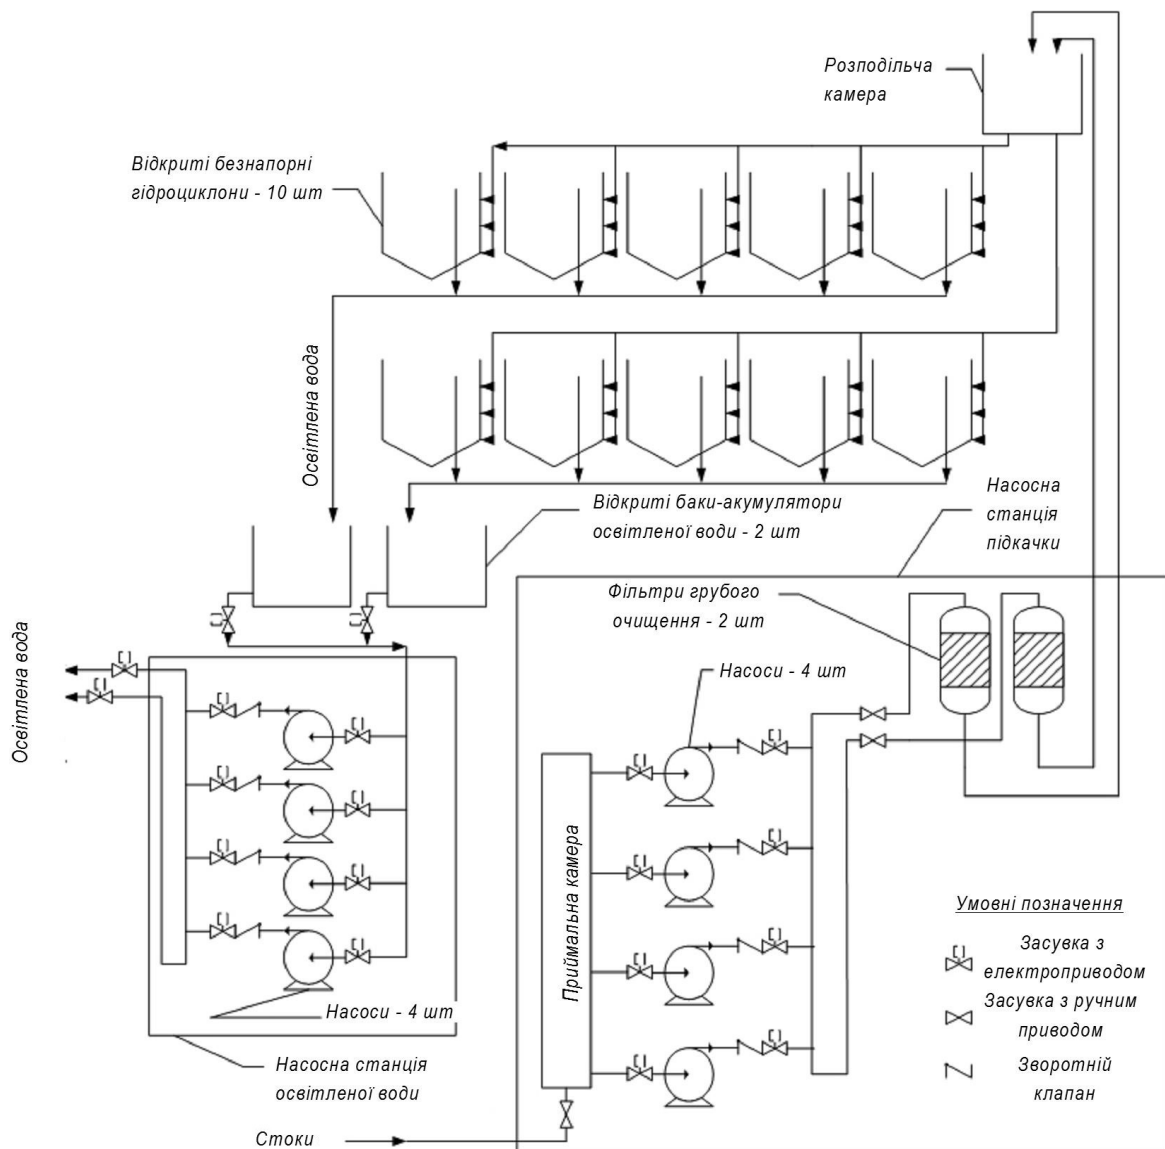 Розподільча
камера
Відкриті безнапорні
гідроциклони - 10 шт
Освітлена вода
Відкриті баки-акумулятори
освітленої води - 2 шт
Насосна
станція
підкачки
Фільтри грубого
очищення - 2 шт
Насоси - 4 шт
Освітлена вода
Приймальна камера
Умовні позначення
Засувка з
електроприводом
Засувка з ручним
приводом
Зворотній
клапан
Насоси - 4 шт
Насосна станція
освітленої води
Стоки